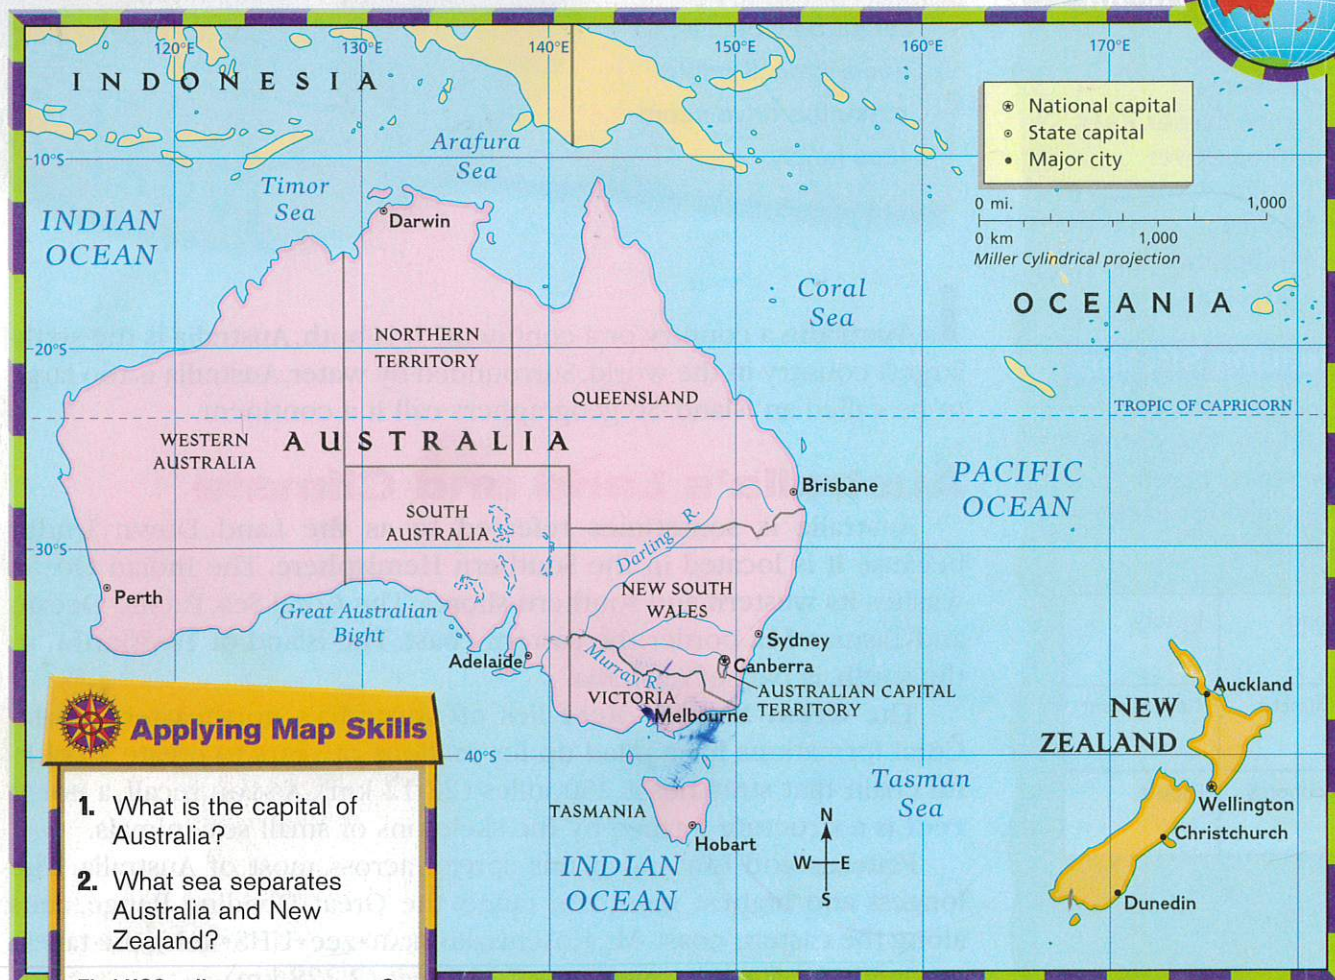 120°E
130°E
140°E
150°E
160°E
170°E
INDONESIA
National capital
State capital
Major city
Arafura
Sea
10°S
Timor
Sea
0 mi. 1,000
INDIAN
OCEAN
Darwin
0 km 1,000
Miller Cylindrical projection
Coral
Sea
OCEANIA
NORTHERN
TERRITORY
20°S
QUEENSLAND
TROPIC OF CAPRICORN
WESTERN
AUSTRALIA
AUSTRALIA
PACIFIC
OCEAN
Brisbane
SOUTH
AUSTRALIA
Darling R.
30°S
Perth
NEW SOUTH
WALES
Great Australian
Bight
Sydney
Adelaide
Murray R.
Canberra
AUSTRALIAN CAPITAL
TERRITORY
VICTORIA
Melbourne
Auckland
NEW
ZEALAND
40°S
Tasman
Sea
Wellington
TASMANIA
Christchurch
Hobart
N
W E
S
INDIAN
OCEAN
Dunedin
Applying Map Skills
1. What is the capital of
Australia?
2. What sea separates
Australia and New
Zealand?